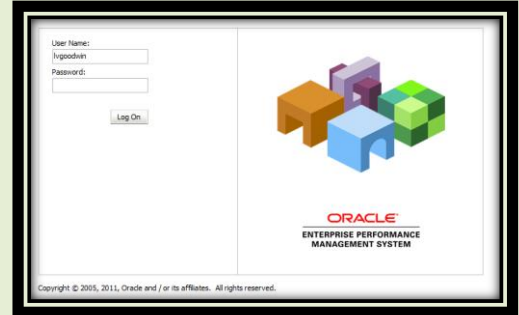 User Name:
lvgoodwin
Password:
Log On
ORACLE
ENTERPRISE PERFORMANCE
MANAGEMENT SYSTEM
Copyright © 2005, 2011, Oracle and / or its affiliates. All rights reserved.